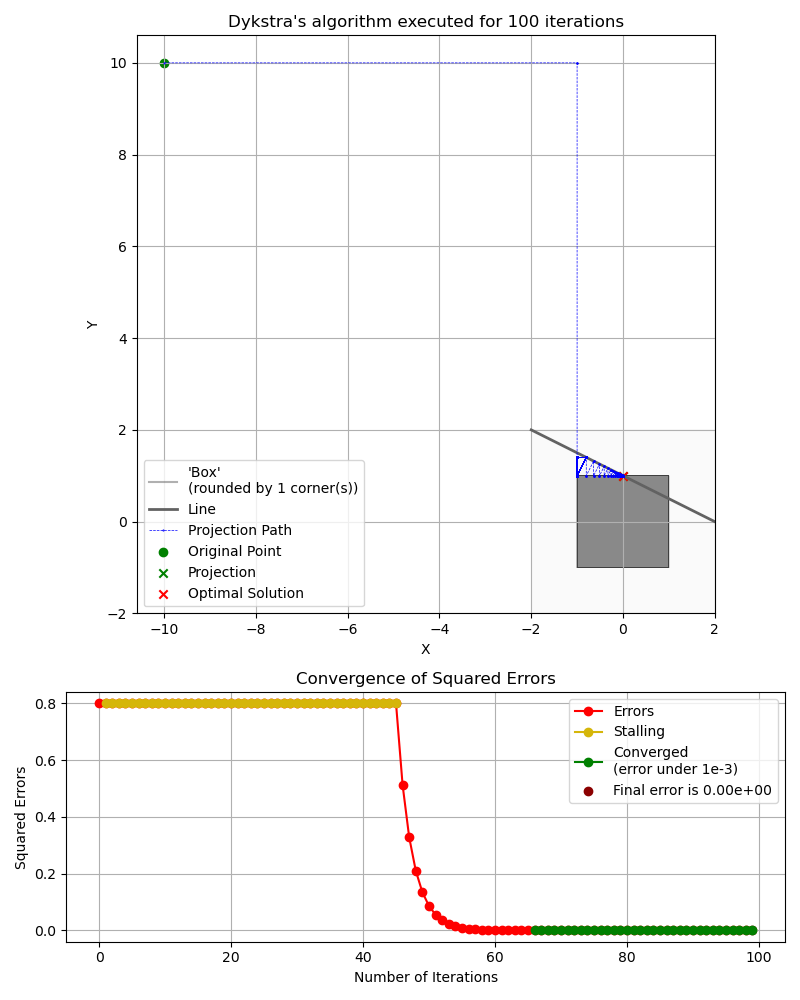 Dykstra's algorithm executed for 100 iterations
10
8
6
4
2
0
−2
Y
−10
−8
−6
−4
−2
0
2
X
'Box'
(rounded by 1 corner(s))
Line
Projection Path
Original Point
Projection
Optimal Solution
Convergence of Squared Errors
0.8
0.6
0.4
0.2
0.0
Squared Errors
0
20
40
60
80
100
Number of Iterations
Errors
Stalling
Converged
(error under 1e-3)
Final error is 0.00e+00